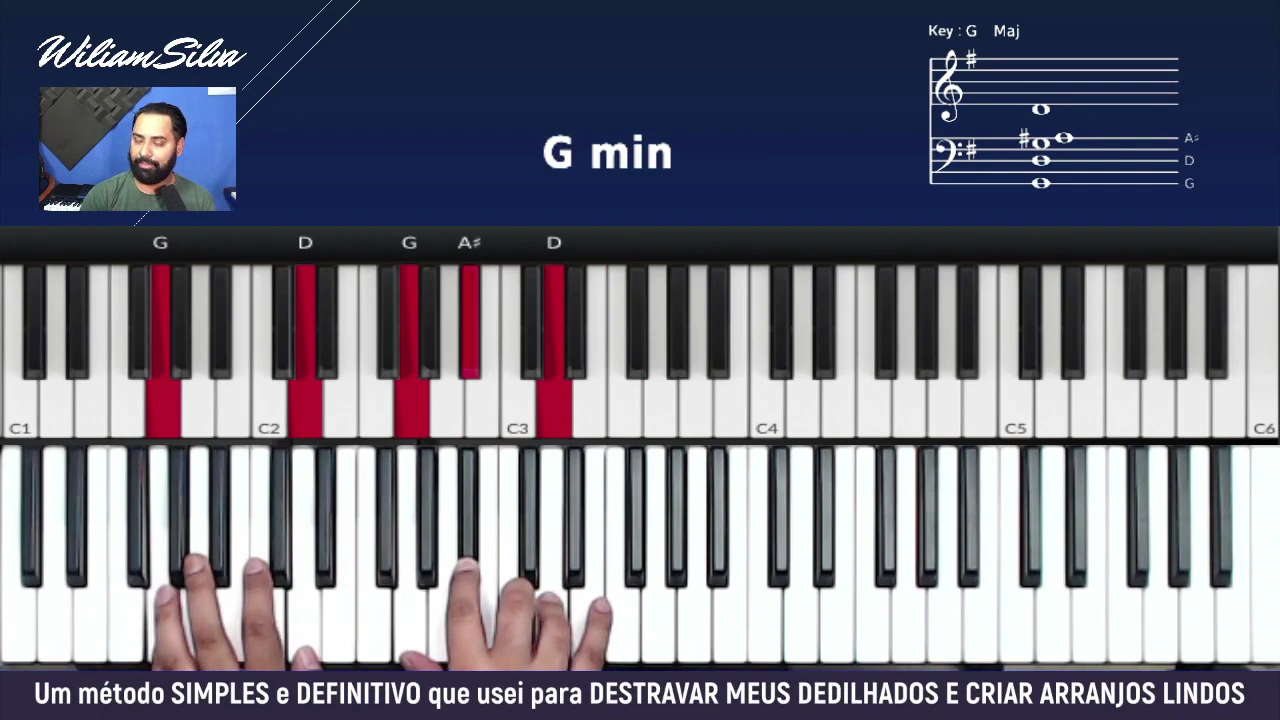 WiliamSilva
Key : G Maj
G min
A♯
D
G
G D G A♯ D
C1 C2 C3 C4 C5 C6
Um método SIMPLES e DEFINITIVO que usei para DESTRAVAR MEUS DEDILHADOS E CRIAR ARRANJOS LINDOS